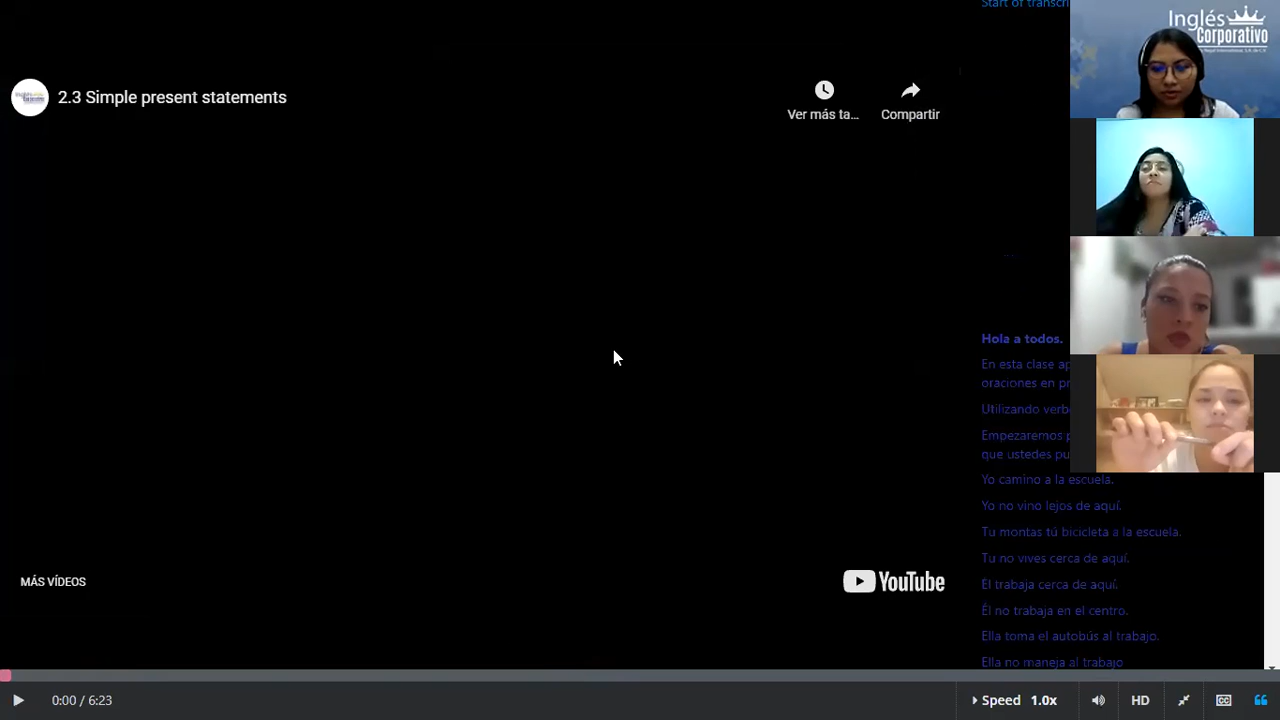 Start of transcri
Inglés
Corporativo
2.3 Simple present statements
Ver más ta...
Compartir
Hola a todos.
En esta clase ap
oraciones en pr
Utilizando verb
Empezaremos p
que ustedes pu
Yo camino a la escuela.
Yo no vino lejos de aquí.
Tu montas tú bicicleta a la escuela.
Tu no vives cerca de aquí.
Él trabaja cerca de aquí.
Él no trabaja en el centro.
Ella toma el autobús al trabajo.
Ella no maneja al trabajo
MÁS VÍDEOS
YouTube
0:00 / 6:23
Speed 1.0x
HD
CC